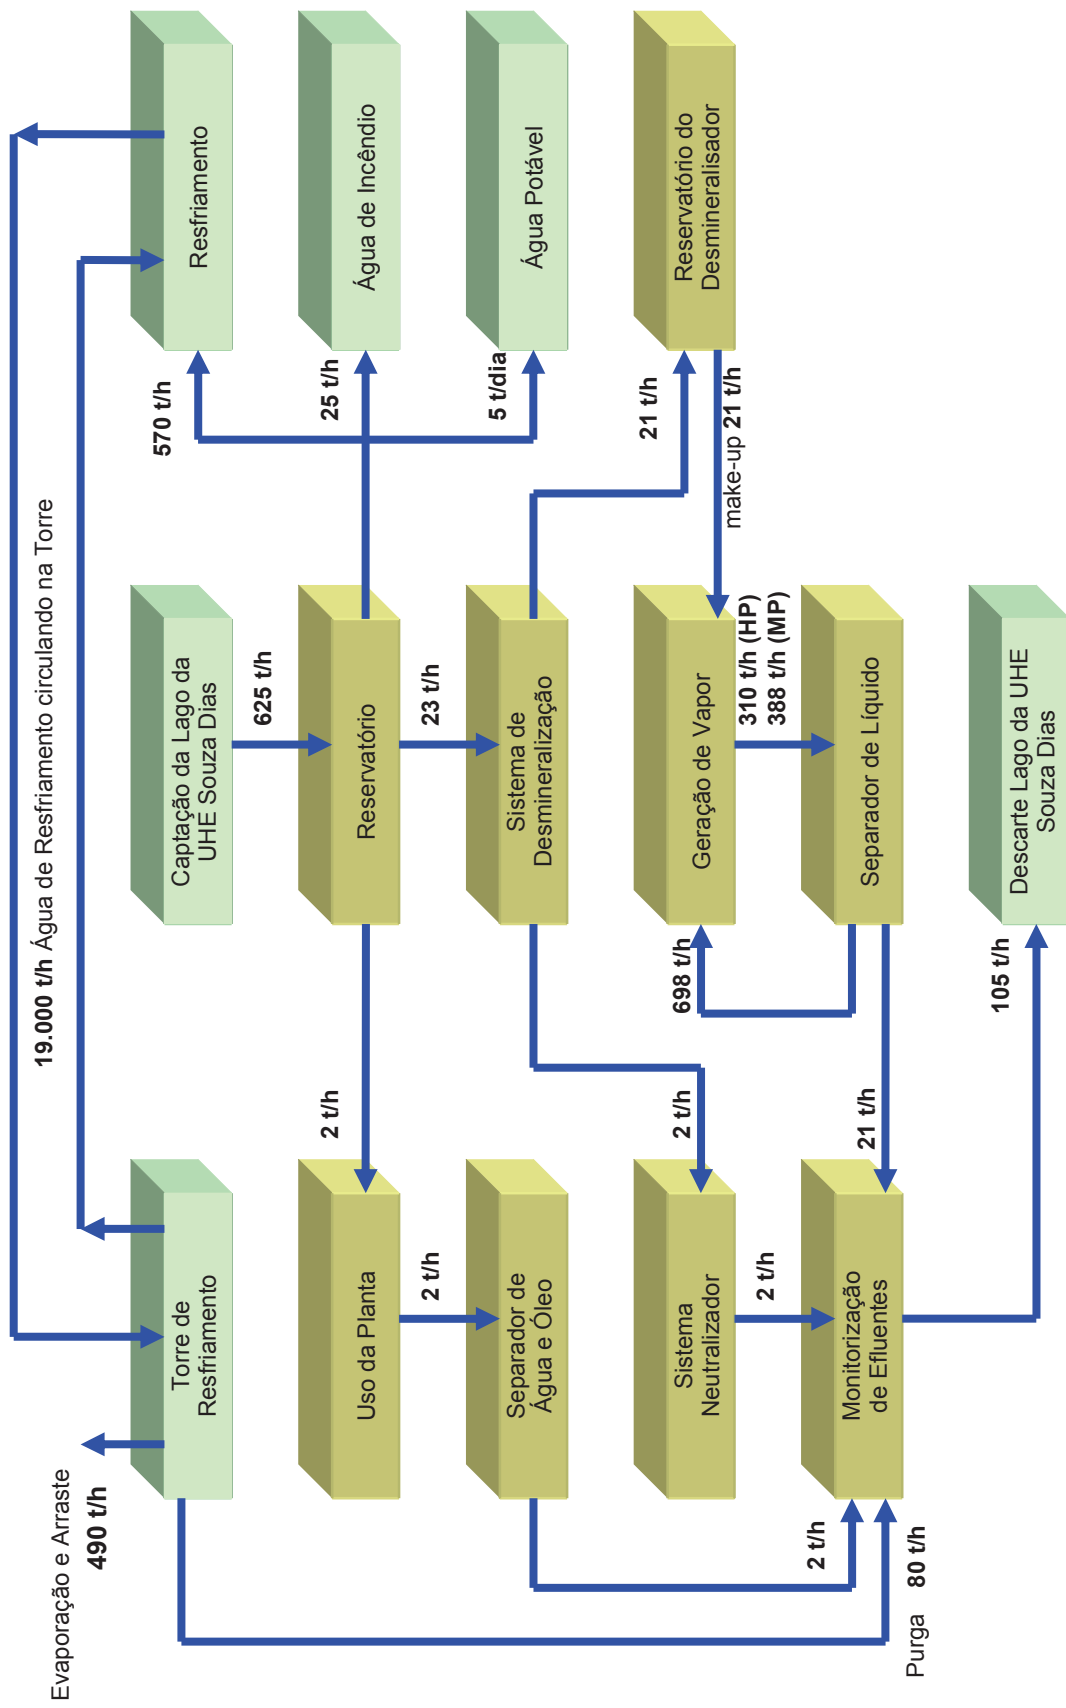 Evaporação e Arraste
490 t/h
19.000 t/h Água de Resfriamento circulando na Torre
Torre de
Resfriamento
Captação da Lago da
UHE Souza Dias
Resfriamento
570 t/h
625 t/h
Uso da Planta
2 t/h
Reservatório
25 t/h
Água de Incêndio
2 t/h
23 t/h
5 t/dia
Separador de
Água e Óleo
Sistema de
Desmineralização
Água Potável
21 t/h
Sistema
Neutralizador
2 t/h
698 t/h
Geração de Vapor
Reservatório do
Desmineralisador
make-up 21 t/h
2 t/h
310 t/h (HP)
388 t/h (MP)
2 t/h
Monitorização
de Efluentes
21 t/h
Separador de Líquido
Purga 80 t/h
105 t/h
Descarte Lago da UHE
Souza Dias